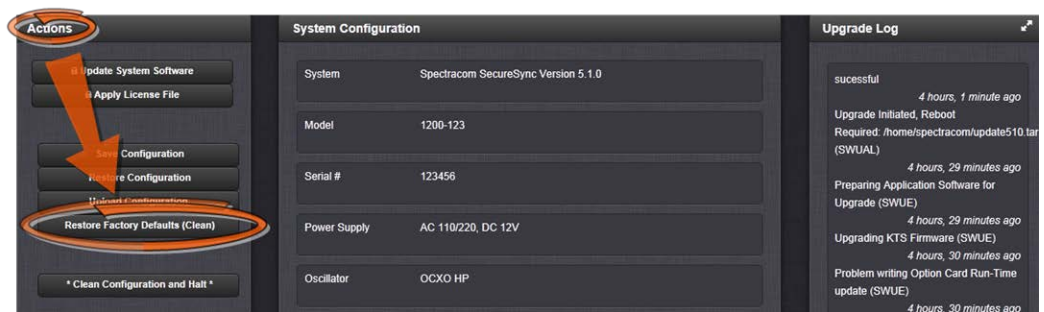 Actions
Update System Software
Apply License File
Save Configuration
Restore Configuration
Upload Configuration
Restore Factory Defaults (Clean)
* Clean Configuration and Halt *
System Configuration
System Spectracom SecureSync Version 5.1.0
Model 1200-123
Serial # 123456
Power Supply AC 110/220, DC 12V
Oscillator OCXO HP
Upgrade Log
sucessful
4 hours, 1 minute ago
Upgrade Initiated, Reboot
Required: /home/spectracom/update510.tar
(SWUAL)
4 hours, 29 minutes ago
Preparing Application Software for
Upgrade (SWUE)
4 hours, 29 minutes ago
Upgrading KTS Firmware (SWUE)
4 hours, 30 minutes ago
Problem writing Option Card Run-Time
update (SWUE)
4 hours, 30 minutes ago